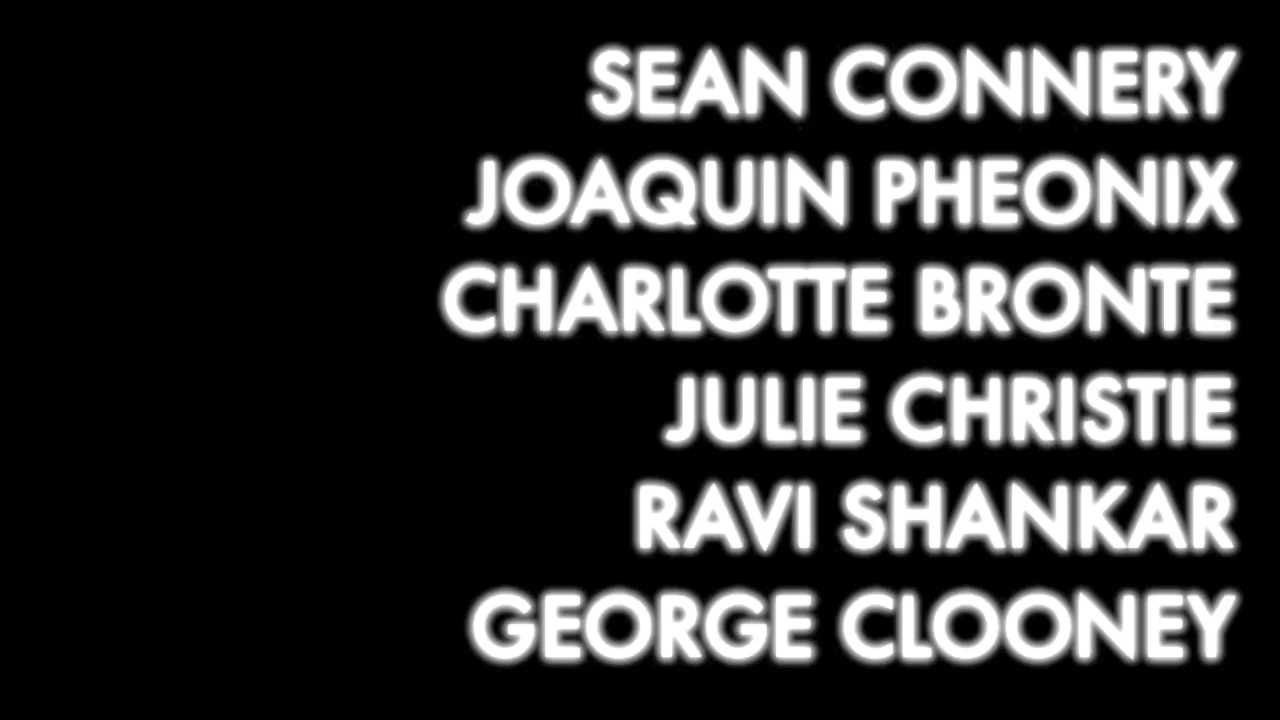 SEAN CONNERY
JOAQUIN PHEONIX
CHARLOTTE BRONTE
JULIE CHRISTIE
RAVI SHANKAR
GEORGE CLOONEY